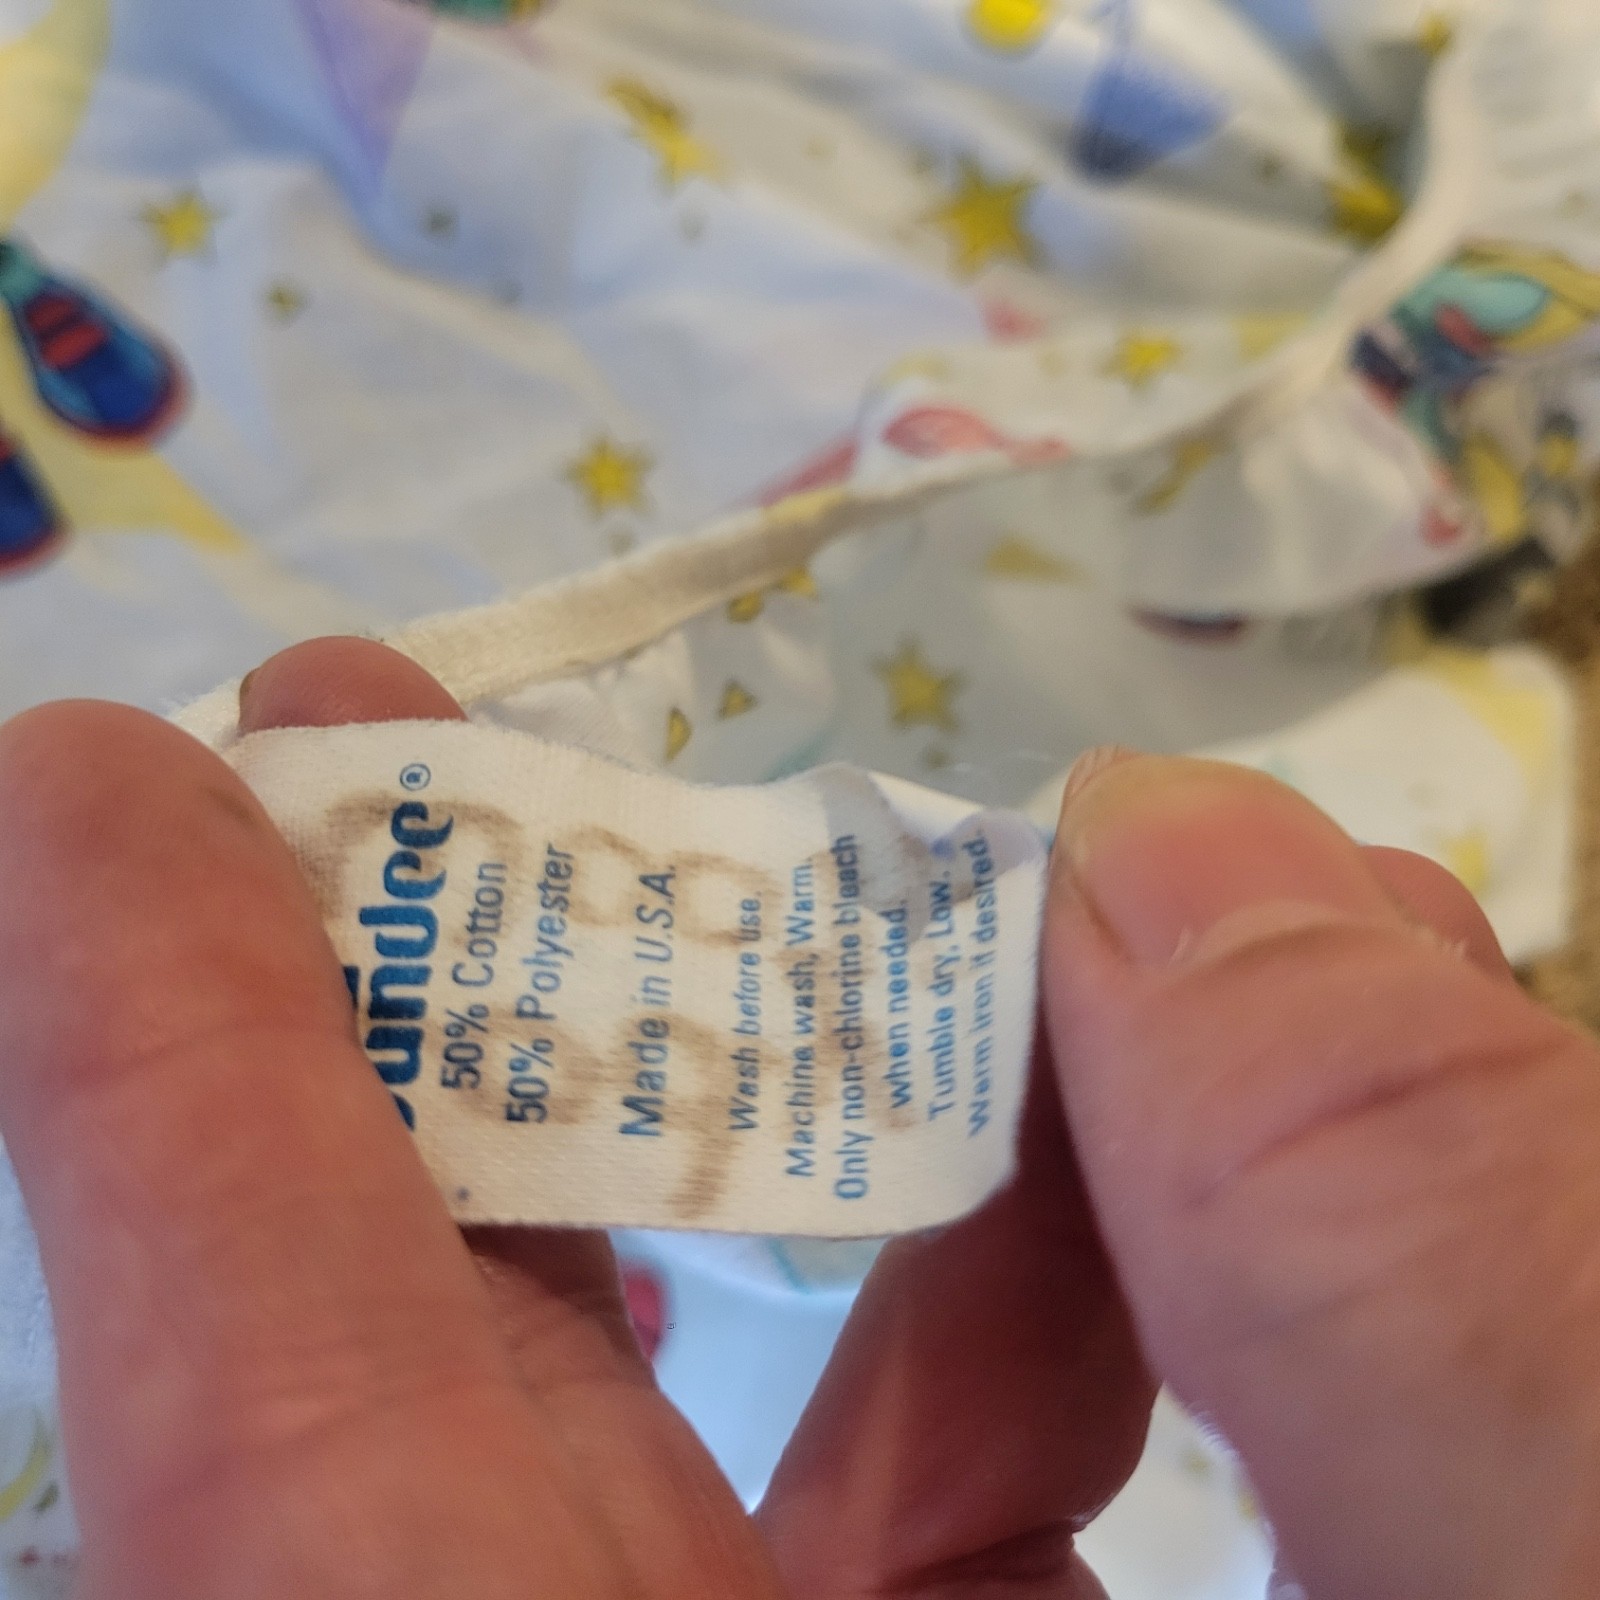 Dundee®
50% Cotton
50% Polyester
Made in U.S.A.
Wash before use.
Machine wash, Warm.
Only non-chlorine bleach
when needed.
Tumble dry, Low.
Warm iron if desired.